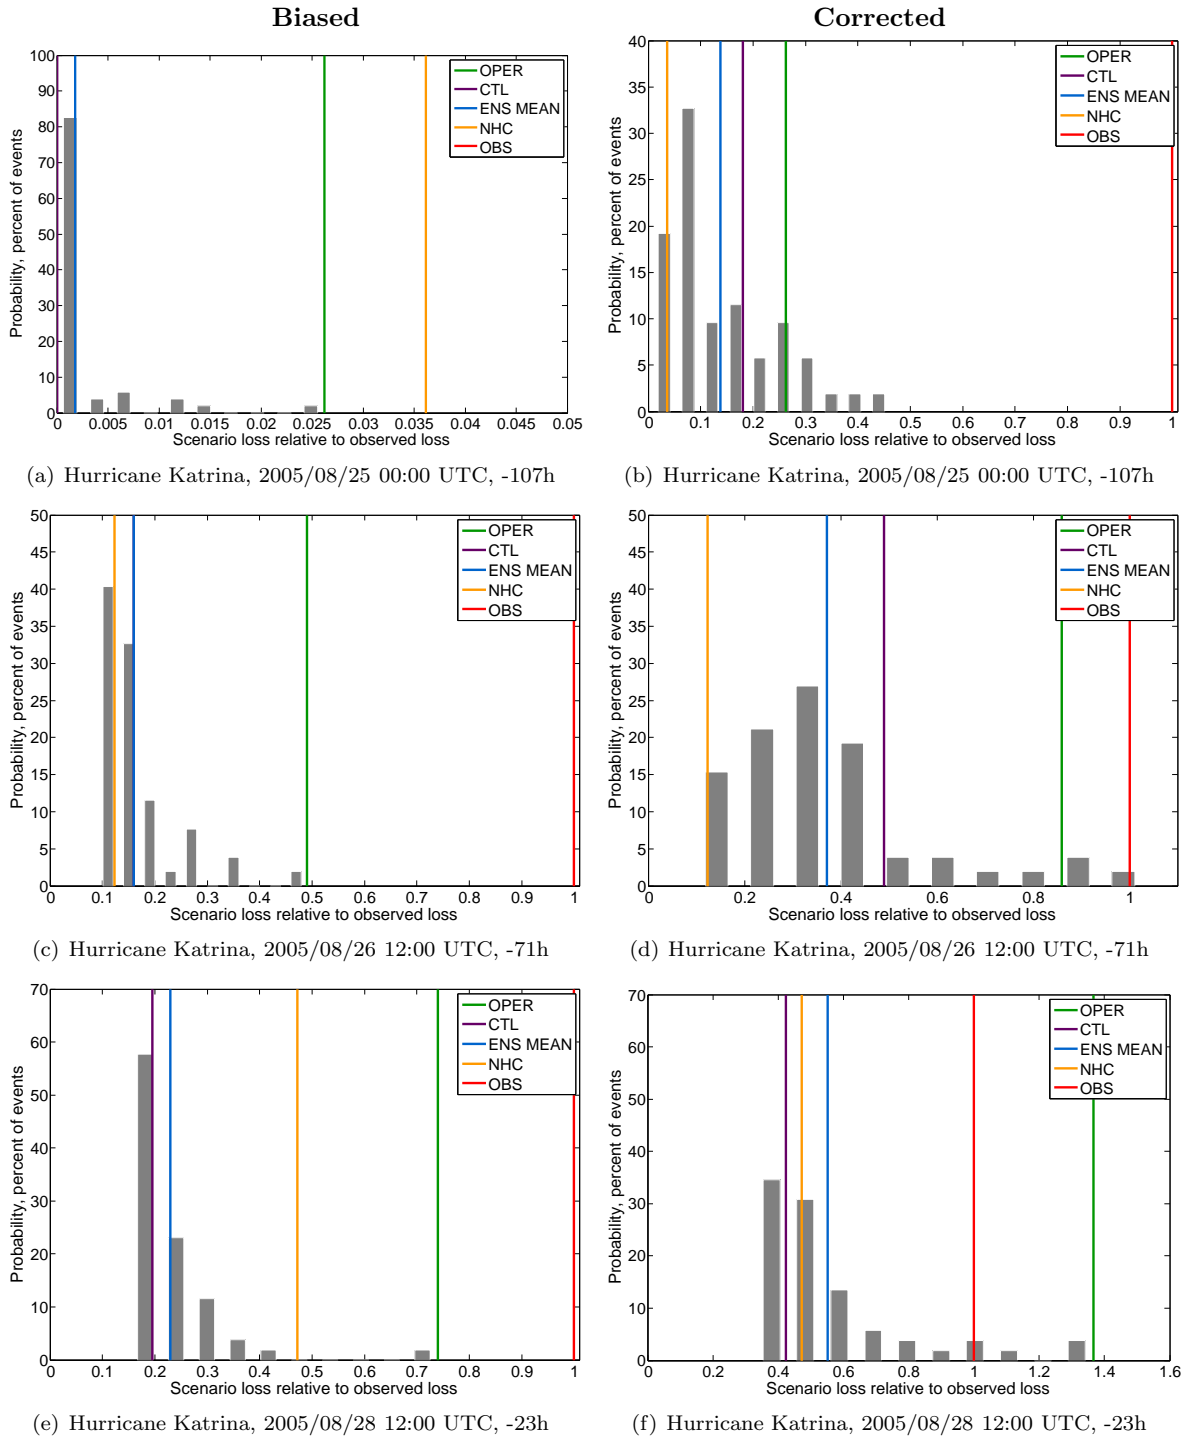 Biased
Corrected
100
90
80
70
60
50
40
30
20
10
0
Probability, percent of events
0.005 0.01 0.015 0.02 0.025 0.03 0.035 0.04 0.045 0.05
Scenario loss relative to observed loss
OPER
CTL
ENS MEAN
NHC
OBS
(a) Hurricane Katrina, 2005/08/25 00:00 UTC, -107h
40
35
30
25
20
15
10
5
0
Probability, percent of events
0 0.1 0.2 0.3 0.4 0.5 0.6 0.7 0.8 0.9 1
Scenario loss relative to observed loss
OPER
CTL
ENS MEAN
NHC
OBS
(b) Hurricane Katrina, 2005/08/25 00:00 UTC, -107h
50
45
40
35
30
25
20
15
10
5
0
Probability, percent of events
0 0.1 0.2 0.3 0.4 0.5 0.6 0.7 0.8 0.9 1
Scenario loss relative to observed loss
OPER
CTL
ENS MEAN
NHC
OBS
(c) Hurricane Katrina, 2005/08/26 12:00 UTC, -71h
50
45
40
35
30
25
20
15
10
5
0
Probability, percent of events
0 0.2 0.4 0.6 0.8 1
Scenario loss relative to observed loss
OPER
CTL
ENS MEAN
NHC
OBS
(d) Hurricane Katrina, 2005/08/26 12:00 UTC, -71h
70
60
50
40
30
20
10
0
Probability, percent of events
0 0.1 0.2 0.3 0.4 0.5 0.6 0.7 0.8 0.9 1
Scenario loss relative to observed loss
OPER
CTL
ENS MEAN
NHC
OBS
(e) Hurricane Katrina, 2005/08/28 12:00 UTC, -23h
70
60
50
40
30
20
10
0
Probability, percent of events
0 0.2 0.4 0.6 0.8 1 1.2 1.4 1.6
Scenario loss relative to observed loss
OPER
CTL
ENS MEAN
NHC
OBS
(f) Hurricane Katrina, 2005/08/28 12:00 UTC, -23h